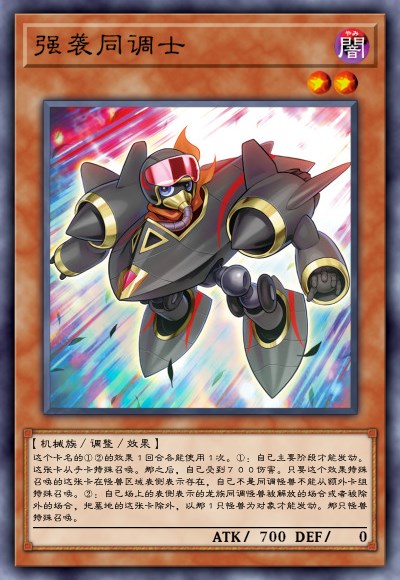 强袭同调士
やみ
闇
【机械族／调整／效果】
这个卡名的①②的效果1回合各能使用1次。①：自己主要阶段才能发动。
这张卡从手卡特殊召唤。那之后，自己受到700伤害。只要这个效果特殊
召唤的这张卡在怪兽区域表侧表示存在，自己不是同调怪兽不能从额外卡组
特殊召唤。②：自己场上的表侧表示的龙族同调怪兽被解放的场合或者被除
外的场合，把墓地的这张卡除外，以那1只怪兽为对象才能发动。那只怪兽
特殊召唤。
ATK/ 700 DEF/ 0